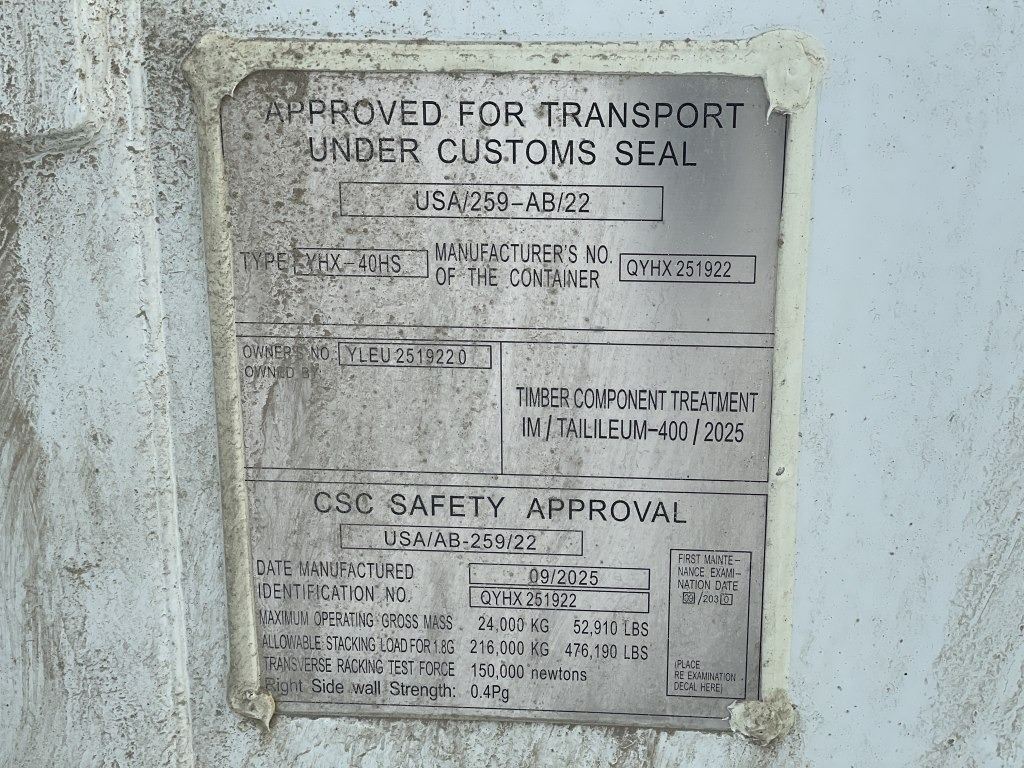 APPROVED FOR TRANSPORT
UNDER CUSTOMS SEAL
USA/259-AB/22
TYPE YHX-40HS MANUFACTURER'S NO. OF THE CONTAINER QYHX 251922
OWNER'S NO. YLEU 251922 0
OWNED BY
TIMBER COMPONENT TREATMENT
IM/TAILILEUM-400/2025
CSC SAFETY APPROVAL
USA/AB-259/22
DATE MANUFACTURED 09/2025
IDENTIFICATION NO. QYHX 251922
MAXIMUM OPERATING GROSS MASS 24,000 KG 52,910 LBS
ALLOWABLE STACKING LOAD FOR 1.8G 216,000 KG 476,190 LBS
TRANSVERSE RACKING TEST FORCE 150,000 newtons
Right Side wall Strength: 0.4Pg
FIRST MAINTE-
NANCE EXAMI-
NATION DATE
/203
(PLACE
RE EXAMINATION
DECAL HERE)